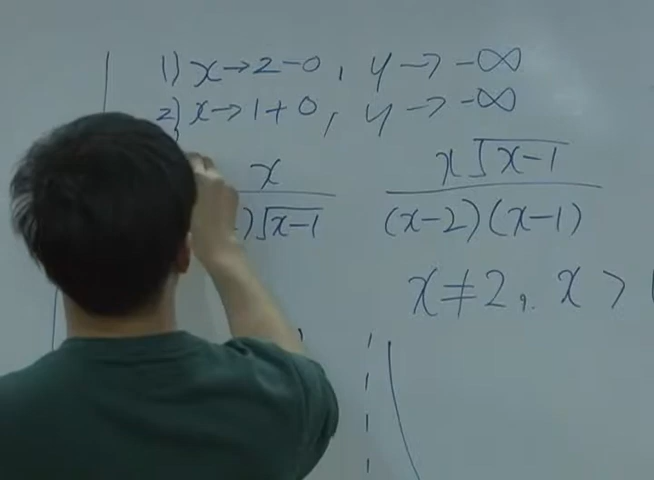 1) x→2-0, y→-∞
2) x→1+0, y→-∞
x / )√(x-1)
x√(x-1) / (x-2)(x-1)
x≠2, x>